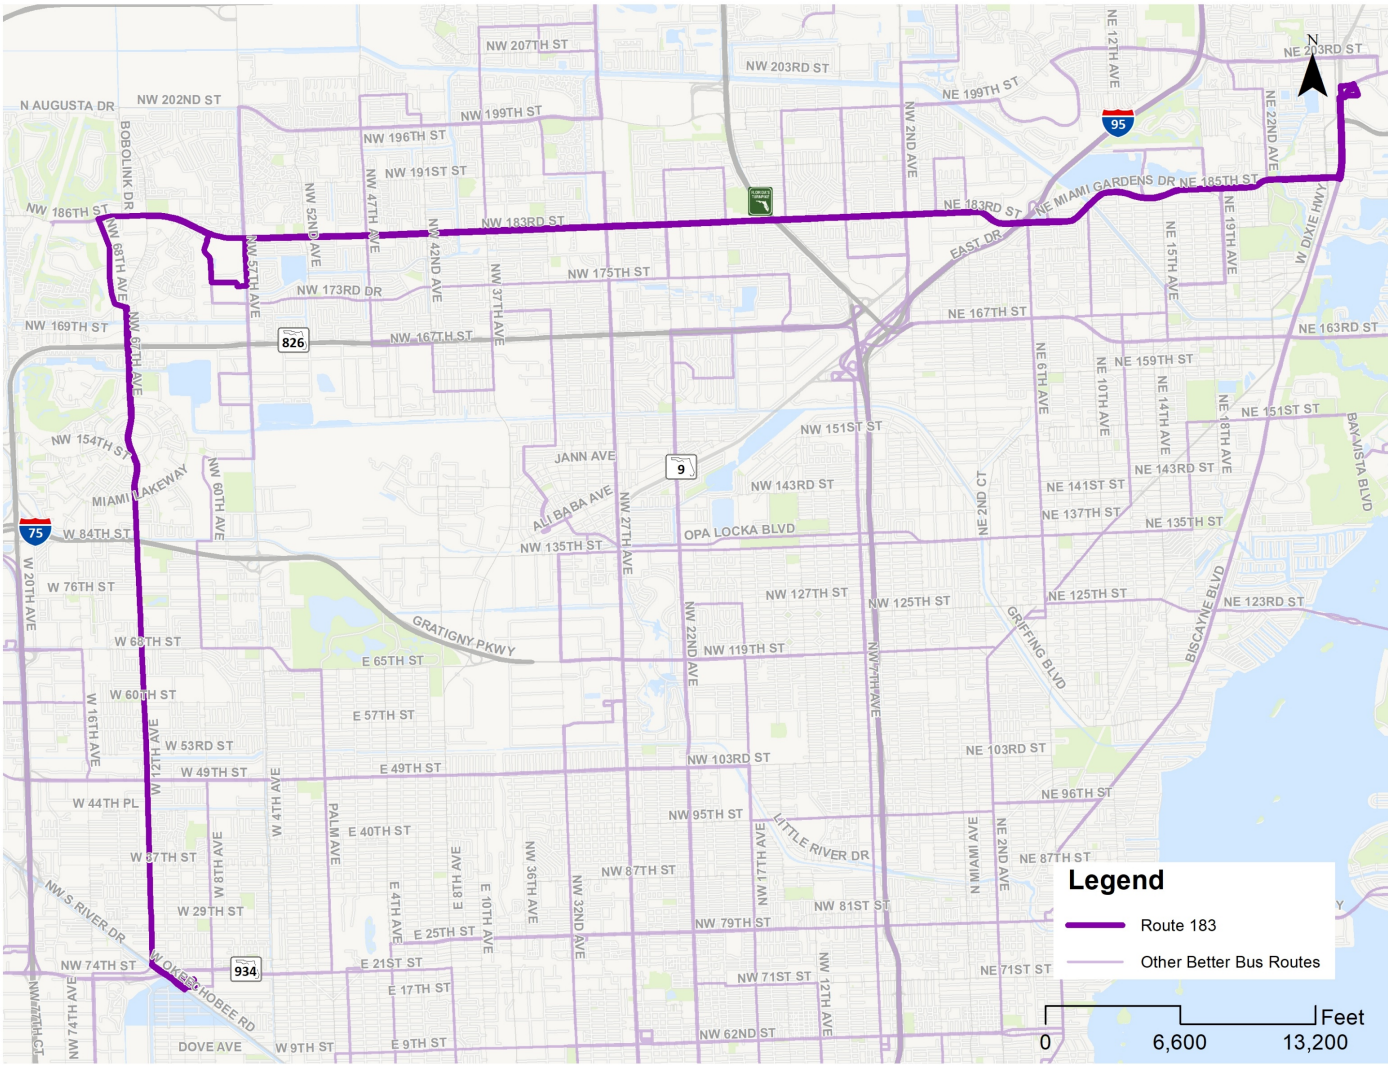 NW 207TH ST
NE 12TH AVE
N
NE 203RD ST
NW 203RD ST
N AUGUSTA DR
NW 202ND ST
NE 199TH ST
NE 22ND AVE
NW 199TH ST
NW 196TH ST
95
NW 2ND AVE
BOBOLINK DR
NW 191ST ST
NW 47TH AVE
NW 52ND AVE
NE MIAMI GARDENS DR
NE 185TH ST
NW 186TH ST
NW 183RD ST
NE 183RD ST
NW 68TH AVE
NW 57TH AVE
NW 42ND AVE
EAST DR
NE 15TH AVE
NE 19TH AVE
W DIXIE HWY
NW 175TH ST
NW 37TH AVE
NW 173RD DR
NE 167TH ST
NW 169TH ST
NW 167TH ST
NE 163RD ST
826
NW 67TH AVE
NE 6TH AVE
NE 159TH ST
NE 10TH AVE
NE 14TH AVE
NE 18TH AVE
NE 151ST ST
BAY VISTA BLVD
NW 154TH ST
NW 151ST ST
JANN AVE
9
NW 60TH AVE
MIAMI LAKEWAY
NE 143RD ST
NW 143RD ST
NE 141ST ST
ALI BABA AVE
NW 27TH AVE
NE 2ND CT
NE 137TH ST
NE 135TH ST
75
W 84TH ST
OPA LOCKA BLVD
NW 135TH ST
W 20TH AVE
W 76TH ST
NW 127TH ST
NW 125TH ST
NE 125TH ST
NE 123RD ST
BISCAYNE BLVD
GRIFFING BLVD
GRATIGNY PKWY
NW 22ND AVE
W 68TH ST
NW 119TH ST
E 65TH ST
NW 7TH AVE
W 60TH ST
W 16TH AVE
E 57TH ST
W 12TH AVE
W 53RD ST
NE 103RD ST
W 49TH ST
E 49TH ST
NW 103RD ST
W 4TH AVE
NE 96TH ST
W 44TH PL
PALM AVE
NW 95TH ST
E 40TH ST
LITTLE RIVER DR
N MIAMI AVE
NE 2ND AVE
W 37TH ST
W 8TH AVE
E 8TH AVE
NW 36TH AVE
NW 17TH AVE
NE 87TH ST
NW 87TH ST
Legend
NW S RIVER DR
E 4TH AVE
E 10TH AVE
NW 32ND AVE
W 29TH ST
NW 81ST ST
NW 79TH ST
Route 183
E 25TH ST
NW 74TH ST
W OKEECHOBEE RD
934
E 21ST ST
NW 71ST ST
NW 12TH AVE
NE 71ST ST
Other Better Bus Routes
E 17TH ST
NW 77TH CT
NW 74TH AVE
Feet
NW 62ND ST
DOVE AVE
W 9TH ST
E 9TH ST
0 6,600 13,200